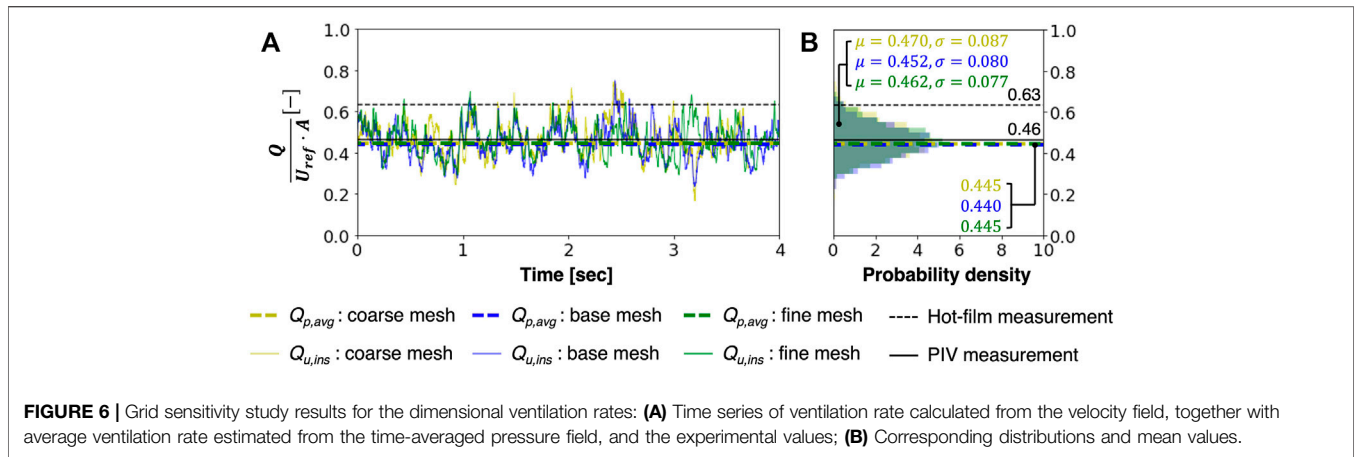 A
1.0
0.8
0.6
0.4
0.2
0.0
Q / U_ref · A [−]
0 1 2 3 4
Time [sec]
B
μ = 0.470, σ = 0.087
μ = 0.452, σ = 0.080
μ = 0.462, σ = 0.077
0.63
0.46
0.445
0.440
0.445
1.0
0.8
0.6
0.4
0.2
0.0
0 2 4 6 8 10
Probability density
Q_p,avg : coarse mesh Q_p,avg : base mesh Q_p,avg : fine mesh Hot-film measurement
Q_u,ins : coarse mesh Q_u,ins : base mesh Q_u,ins : fine mesh PIV measurement
FIGURE 6 | Grid sensitivity study results for the dimensional ventilation rates: (A) Time series of ventilation rate calculated from the velocity field, together with
average ventilation rate estimated from the time-averaged pressure field, and the experimental values; (B) Corresponding distributions and mean values.